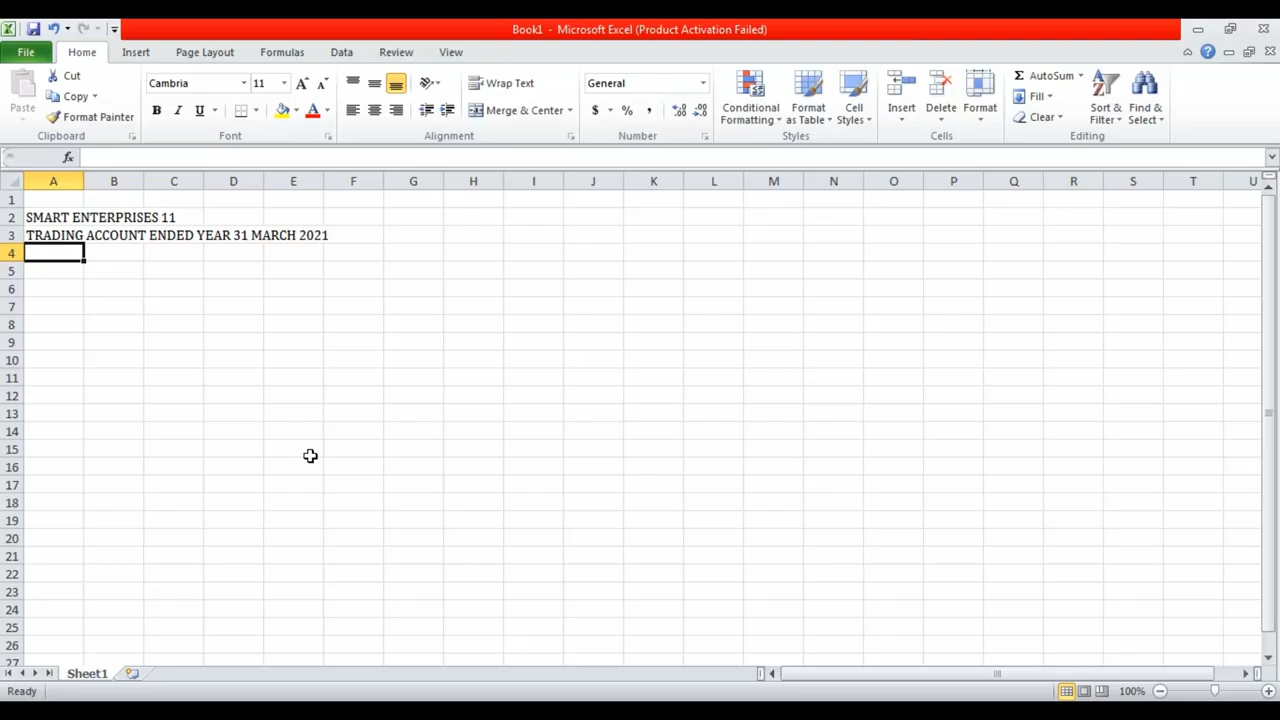 Book1 - Microsoft Excel (Product Activation Failed)
File Home Insert Page Layout Formulas Data Review View
Paste Cut Copy Format Painter
Clipboard
Cambria 11
B I U A
Font
Wrap Text
Merge & Center
Alignment
General
$ % ,
Number
Conditional Formatting Format as Table Cell Styles
Styles
Insert Delete Format
Cells
Σ AutoSum
Fill
Clear
Sort & Filter Find & Select
Editing
fx
A B C D E F G H I J K L M N O P Q R S T U
1
2 SMART ENTERPRISES 11
3 TRADING ACCOUNT ENDED YEAR 31 MARCH 2021
4
5
6
7
8
9
10
11
12
13
14
15
16
17
18
19
20
21
22
23
24
25
26
27
Sheet1
Ready 100%